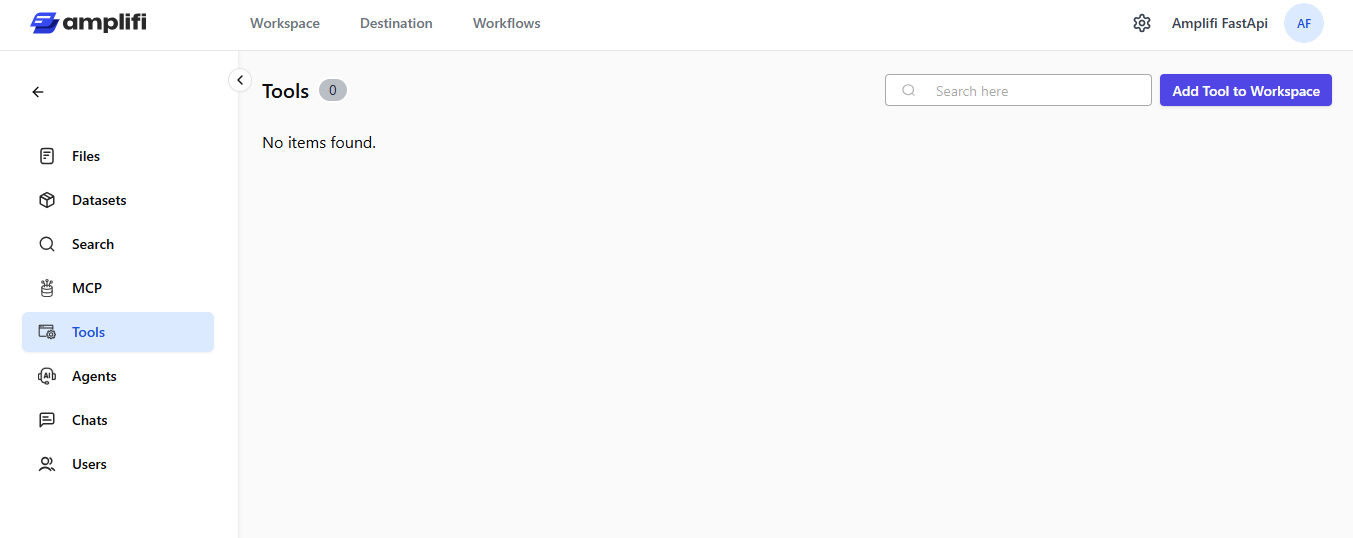 amplifi
Workspace Destination Workflows
Amplifi FastApi AF
Tools 0
Search here
Add Tool to Workspace
No items found.
Files
Datasets
Search
MCP
Tools
AI Agents
Chats
Users